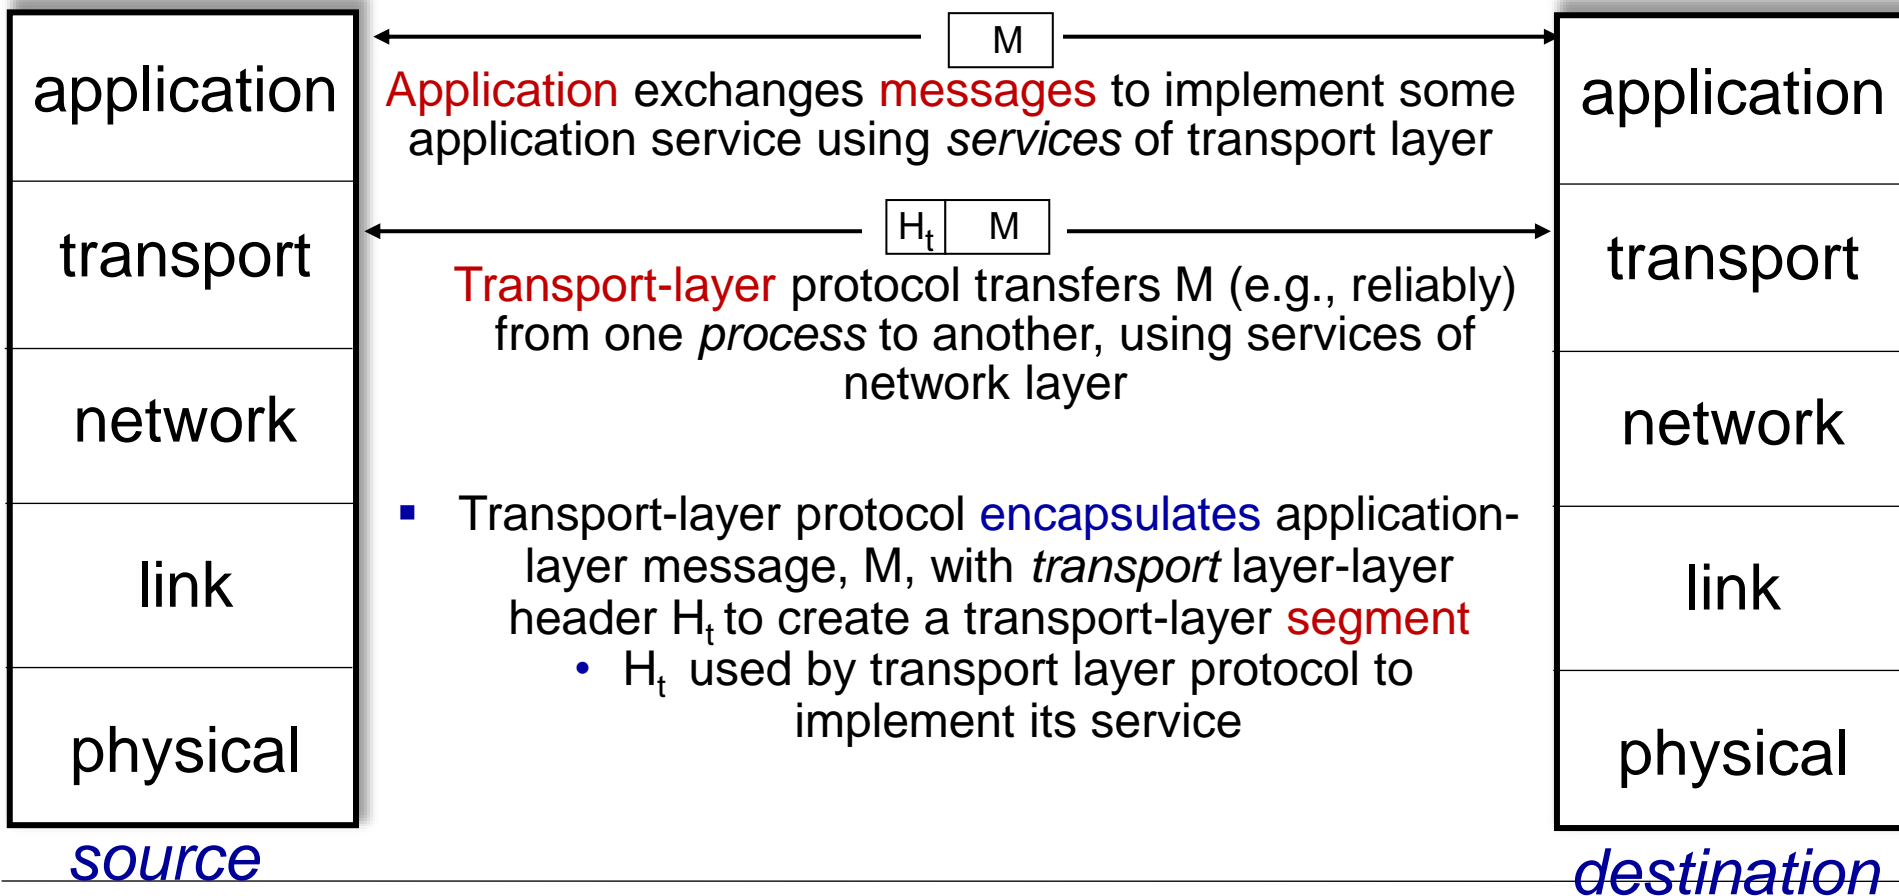 application
transport
network
link
physical
source
M
Application exchanges messages to implement some
application service using services of transport layer
Ht M
Transport-layer protocol transfers M (e.g., reliably)
from one process to another, using services of
network layer
▪ Transport-layer protocol encapsulates application-
layer message, M, with transport layer-layer
header Ht to create a transport-layer segment
• Ht used by transport layer protocol to
implement its service
application
transport
network
link
physical
destination